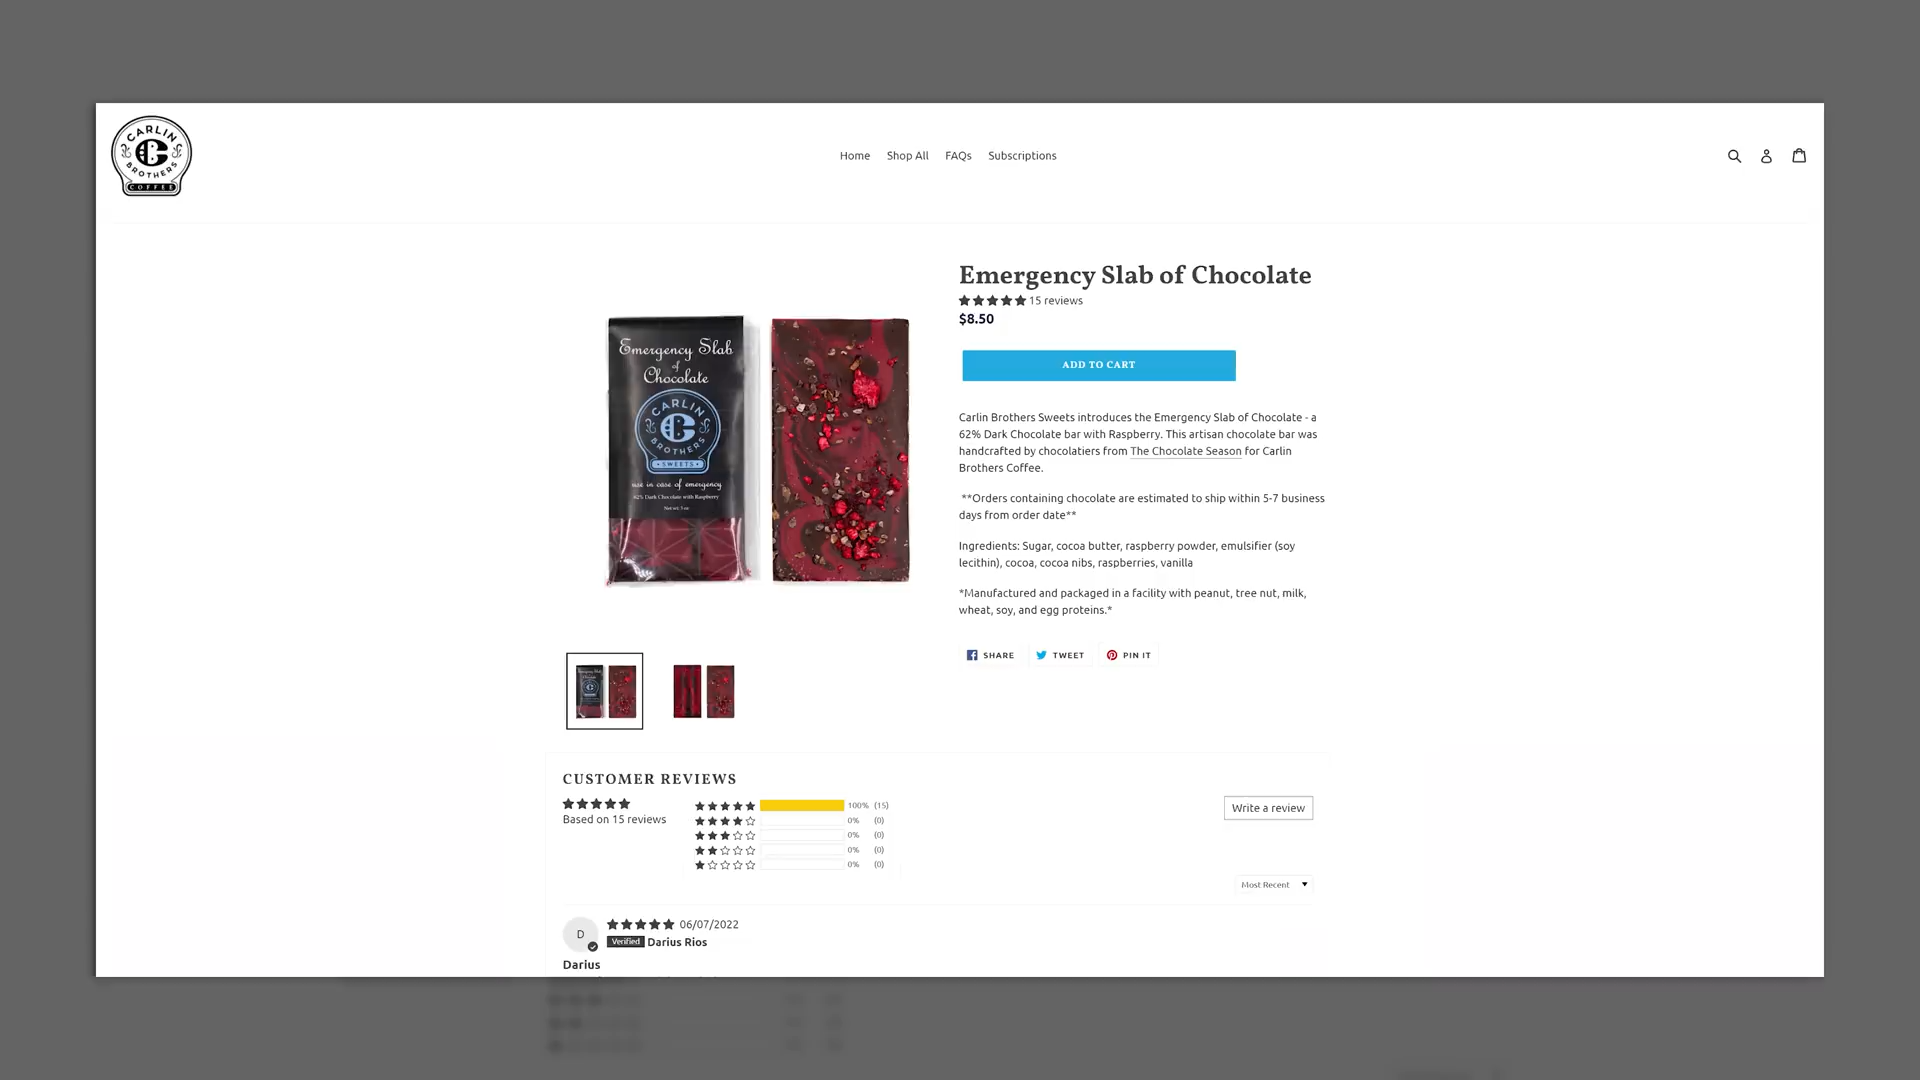 CARLIN
BROTHERS
COFFEE
Home Shop All FAQs Subscriptions
Emergency Slab of Chocolate
15 reviews
$8.50
ADD TO CART
Emergency Slab
of
Chocolate
CARLIN
BROTHERS
SWEETS
use in case of emergency
62% Dark Chocolate with Raspberry
Net wt. 3 oz
Carlin Brothers Sweets introduces the Emergency Slab of Chocolate - a
62% Dark Chocolate bar with Raspberry. This artisan chocolate bar was
handcrafted by chocolatiers from The Chocolate Season for Carlin
Brothers Coffee.
**Orders containing chocolate are estimated to ship within 5-7 business
days from order date**
Ingredients: Sugar, cocoa butter, raspberry powder, emulsifier (soy
lecithin), cocoa, cocoa nibs, raspberries, vanilla
*Manufactured and packaged in a facility with peanut, tree nut, milk,
wheat, soy, and egg proteins.*
SHARE TWEET PIN IT
CUSTOMER REVIEWS
Based on 15 reviews
100% (15)
0% (0)
0% (0)
0% (0)
0% (0)
Write a review
Most Recent
D
06/07/2022
Verified Darius Rios
Darius